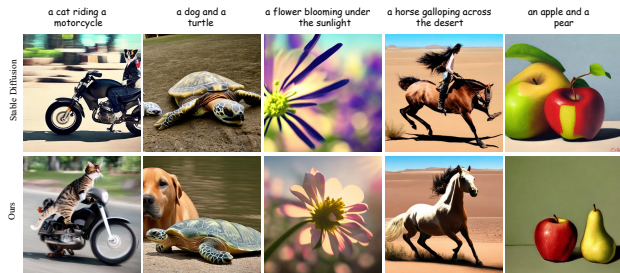 a cat riding a
motorcycle
a dog and a
turtle
a flower blooming under
the sunlight
a horse galloping across
the desert
an apple and a
pear
Stable Diffusion
Ours